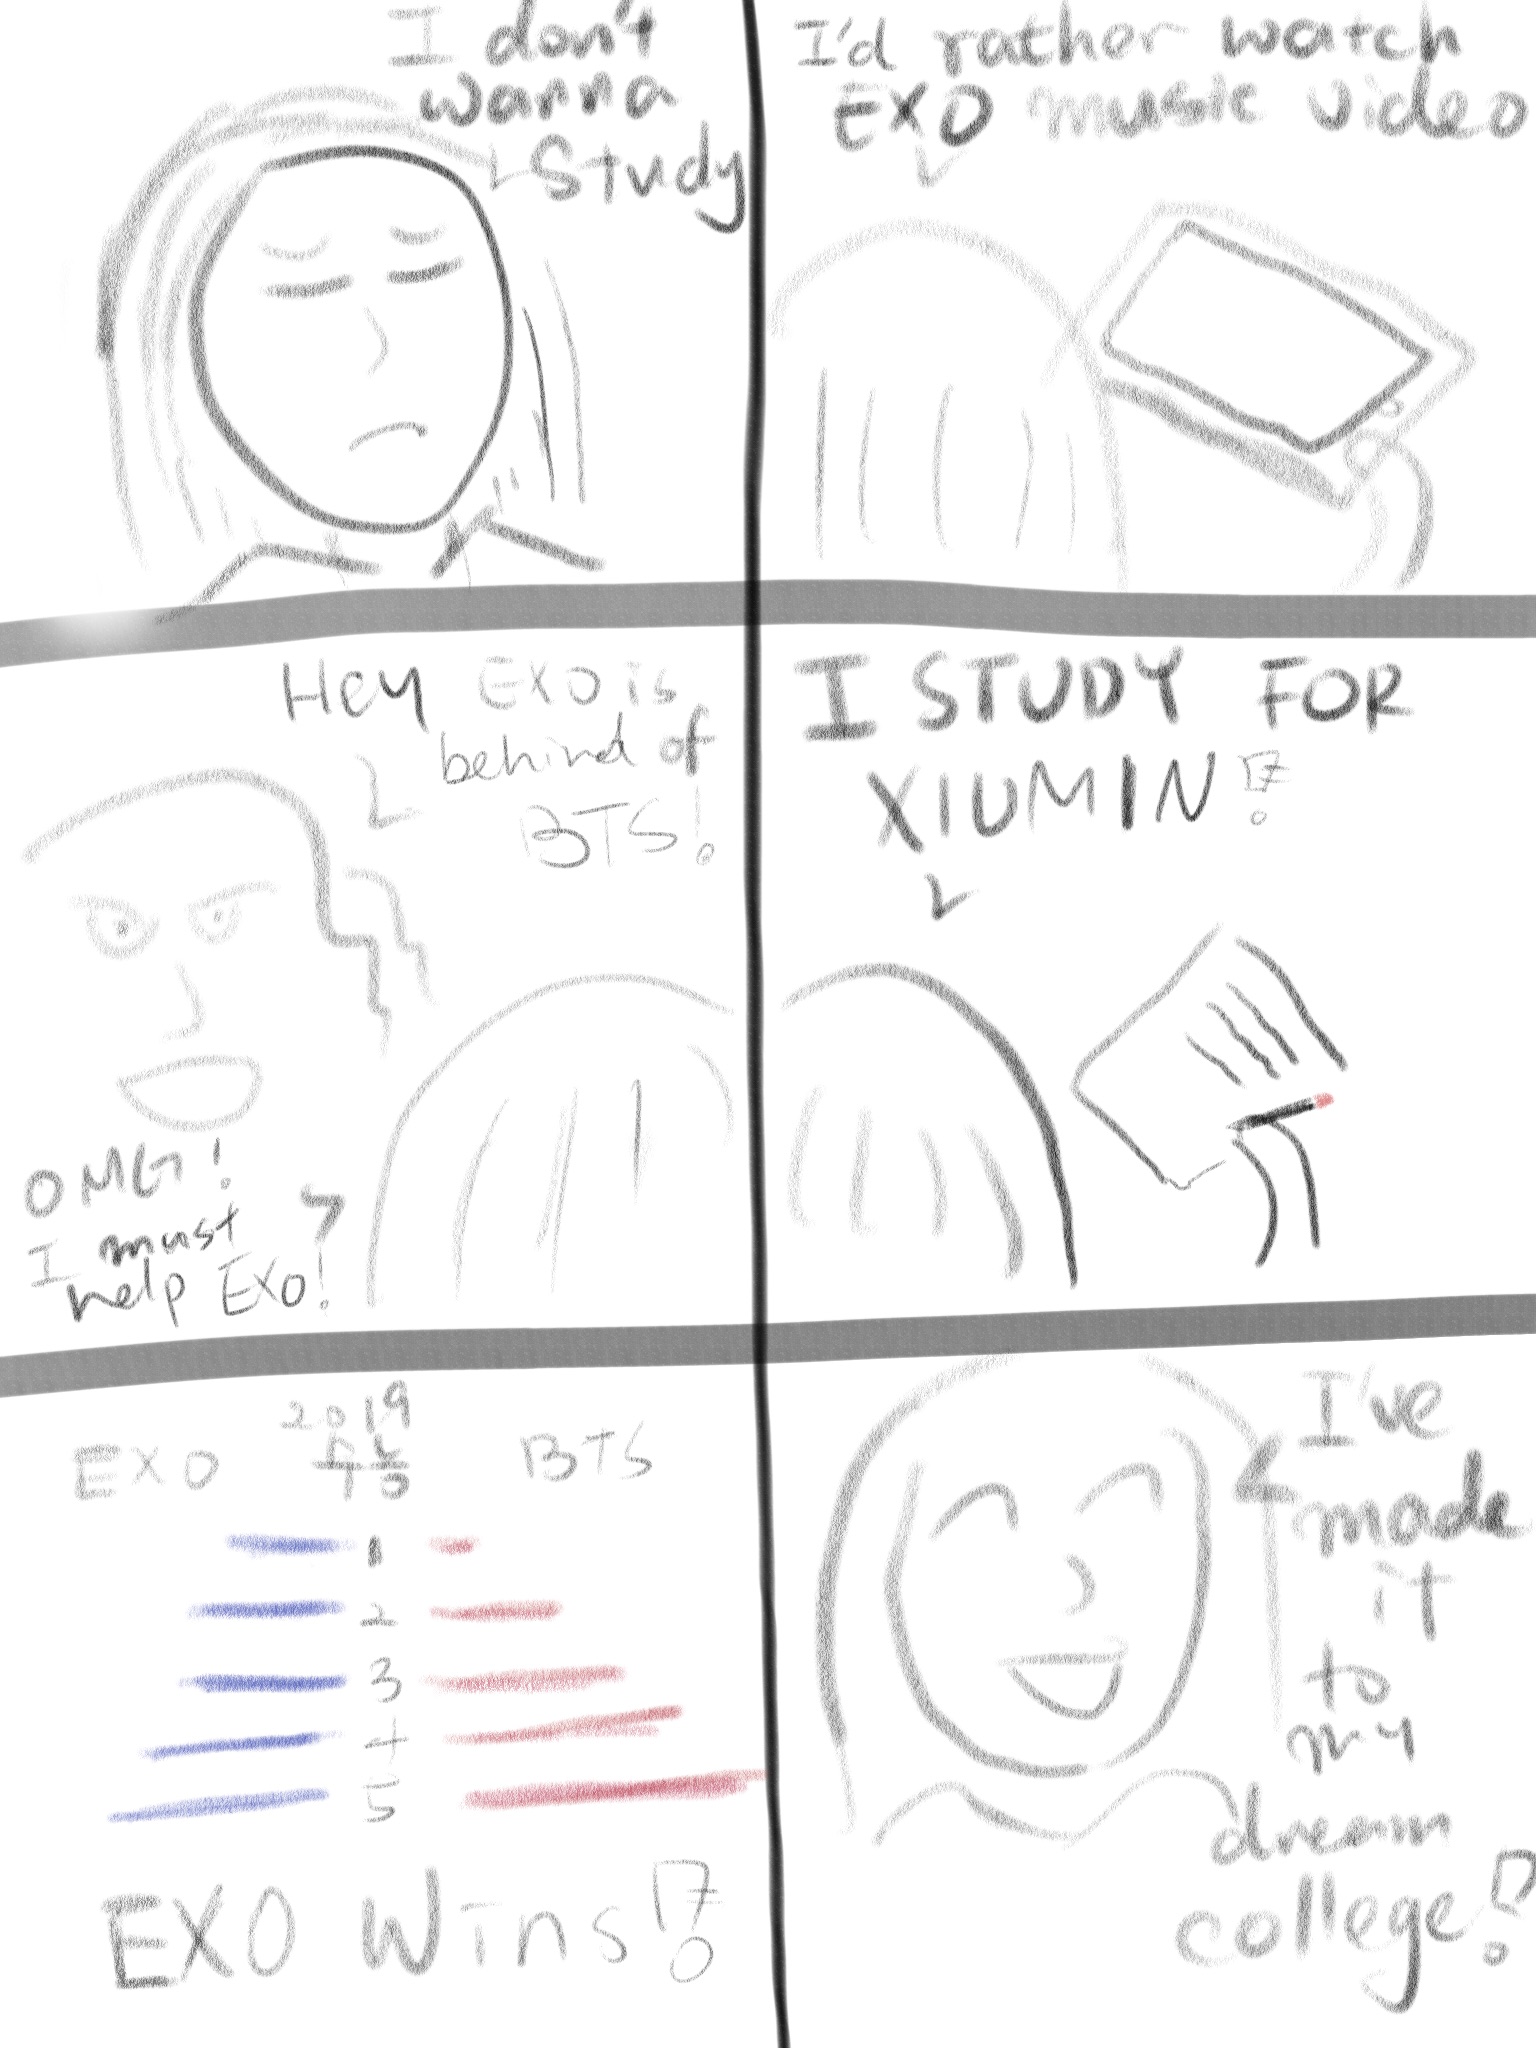 I don't
wanna
study
I'd rather watch
EXO music video
Hey EXO is
behind of
BTS!
OMG!
I must
help EXO!
I STUDY FOR
XIUMIN!
2019
EXO
BTS
1
2
3
4
5
EXO Wins!
I've
made
it
to
my
dream
college!